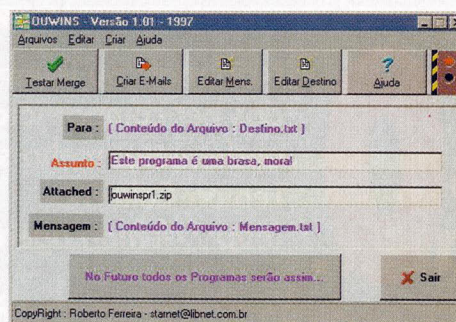 OUWINS - Versão 1.01 - 1997
Arquivos Editar Criar Ajuda
Testar Merge Criar E-Mails Editar Mens. Editar Destino Ajuda
Para : [ Conteúdo do Arquivo : Destino.txt ]
Assunto : Este programa é uma brasa, mora!
Attached : ouwinspr1.zip
Mensagem : [ Conteúdo do Arquivo : Mensagem.txt ]
No Futuro todos os Programas serão assim... Sair
CopyRight : Roberto Ferreira - starnet@libnet.com.br